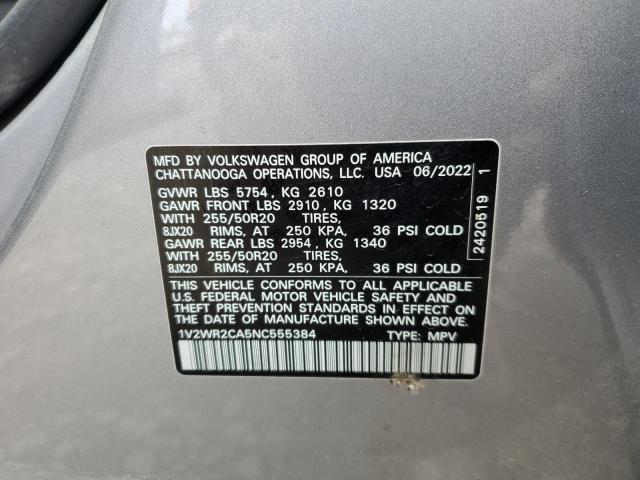 MFD BY VOLKSWAGEN GROUP OF AMERICA
CHATTANOOGA OPERATIONS, LLC. USA 06/2022
GVWR LBS 5754, KG 2610
GAWR FRONT LBS 2910, KG 1320
WITH 255/50R20 TIRES,
8JX20 RIMS, AT 250 KPA, 36 PSI COLD
GAWR REAR LBS 2954, KG 1340
WITH 255/50R20 TIRES,
8JX20 RIMS, AT 250 KPA, 36 PSI COLD
THIS VEHICLE CONFORMS TO ALL APPLICABLE
U.S. FEDERAL MOTOR VEHICLE SAFETY AND
THEFT PREVENTION STANDARDS IN EFFECT ON
THE DATE OF MANUFACTURE SHOWN ABOVE.
1V2WR2CA5NC555384 TYPE: MPV
2420519 1